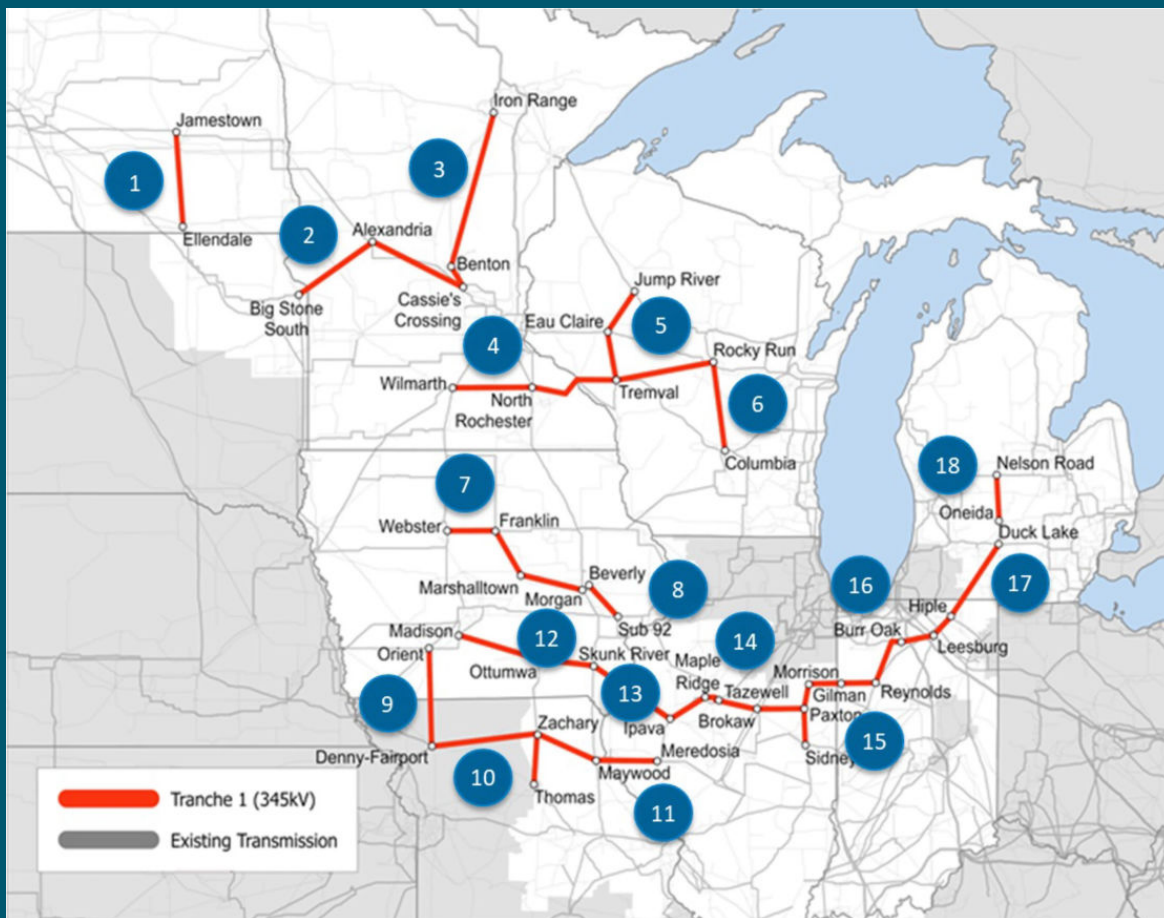 Iron Range
Jamestown
3
1
2
Alexandria
Ellendale
Benton
Jump River
Big Stone
South
Cassie's
Crossing
Eau Claire
5
4
Rocky Run
Wilmarth
North
Rochester
Tremval
6
Columbia
18
Nelson Road
7
Oneida
Webster
Franklin
Duck Lake
Beverly
Marshalltown
Morgan
8
16
17
Hiple
Sub 92
Burr Oak
Madison
12
14
Leesburg
Orient
Skunk River
Ottumwa
Maple
Ridge
Morrison
13
Tazewell
Gilman
Reynolds
9
Ipava
Brokaw
Paxton
Zachary
15
Denny-Fairport
Meredosia
Sidney
10
Maywood
Thomas
11
Tranche 1 (345kV)
Existing Transmission